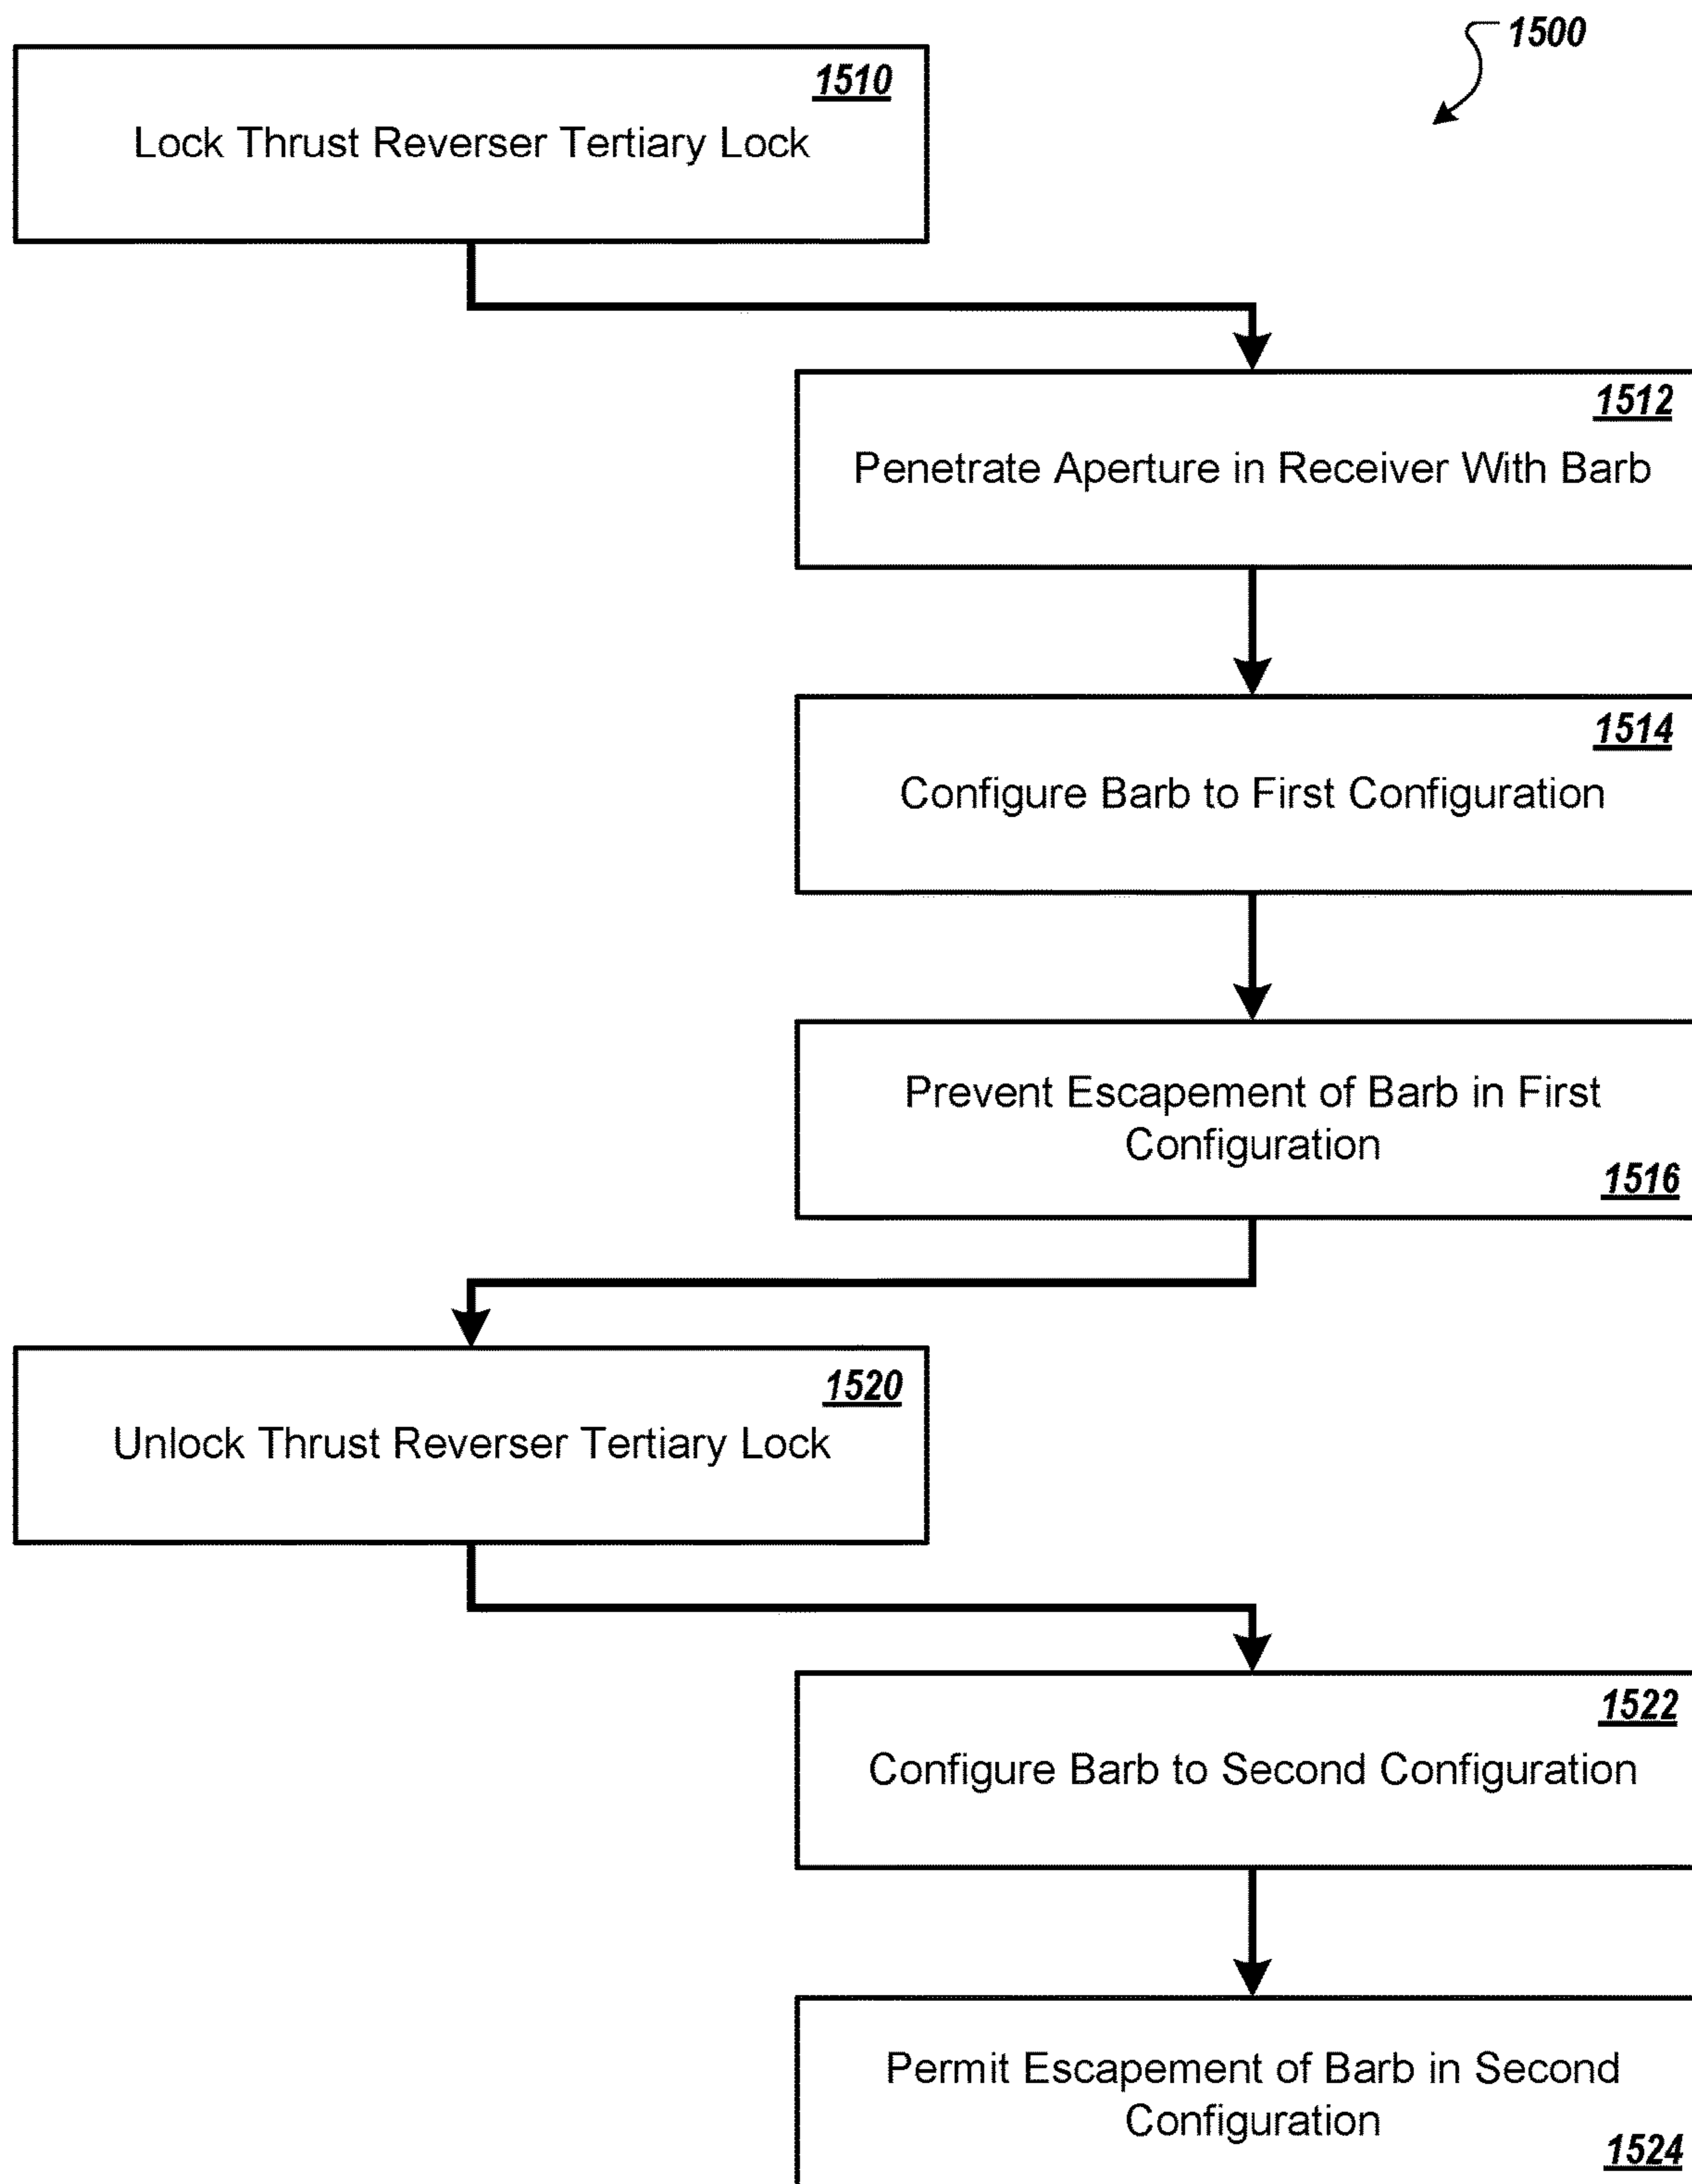 1500
1510
Lock Thrust Reverser Tertiary Lock
1512
Penetrate Aperture in Receiver With Barb
1514
Configure Barb to First Configuration
Prevent Escapement of Barb in First
Configuration
1516
1520
Unlock Thrust Reverser Tertiary Lock
1522
Configure Barb to Second Configuration
Permit Escapement of Barb in Second
Configuration
1524